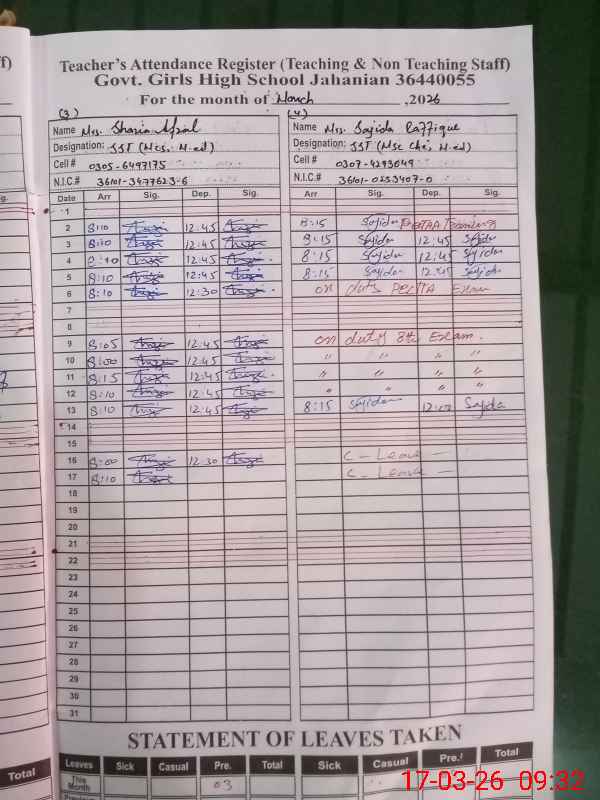 Teacher's Attendance Register (Teaching & Non Teaching Staff)
Govt. Girls High School Jahanian 36440055
For the month of March ,2026
(3) (4)
Name Mrs. Shazia Afzal Name Mrs. Sajida Raffique
Designation: SST (Mcs, M-ed) Designation: SST (Msc Che, M-ed)
Cell # 0305-6497175 Cell # 0307-4293049
N.I.C.# 36101-3477623-6 N.I.C.# 36101-0253407-0
Date Arr Sig. Dep. Sig. Arr Sig. Dep. Sig.
1
2 8:10 12:45 8:15 Sajida
3 8:10 12:45 8:15 Sajida 12:45 Sajida
4 8:10 12:45 8:15 Sajida 12:45 Sajida
5 8:10 12:45 8:15 Sajida 12:45 Sajida
6 8:10 12:30 on duty Exam
7
8
9 8:05 12:45 on duty 8th Exam.
10 8:00 12:45 " " " "
11 8:15 12:45 " " " "
12 8:10 12:45 " " " "
13 8:10 12:45 8:15 Sajida Sajida
14
15
16 8:00 12:30 C - Leave -
17 8:10 C - Leave -
18
19
20
21
22
23
24
25
26
27
28
29
30
31
STATEMENT OF LEAVES TAKEN
Total Leaves Sick Casual Pre. Total Sick Casual Pre. Total
This Month 03
17-03-26 09:32